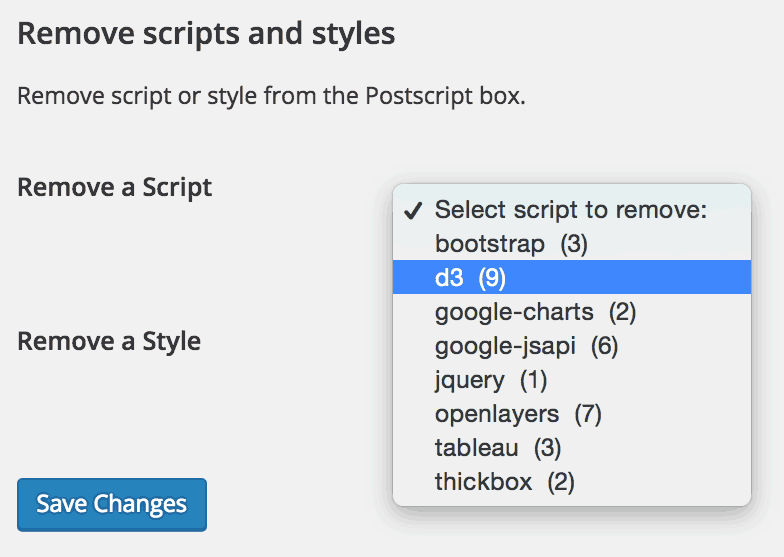 Remove scripts and styles
Remove script or style from the Postscript box.
Remove a Script
✓ Select script to remove:
bootstrap (3)
d3 (9)
google-charts (2)
google-jsapi (6)
jquery (1)
openlayers (7)
tableau (3)
thickbox (2)
Remove a Style
Save Changes